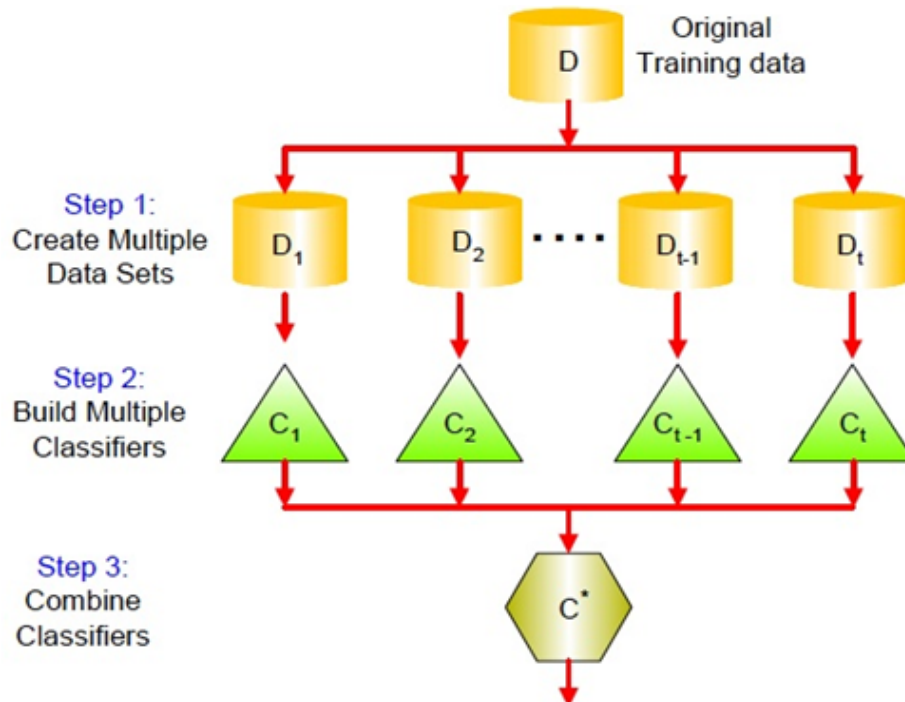 Original
Training data
D
Step 1:
Create Multiple
Data Sets
D₁
D₂
....
Dₜ₋₁
Dₜ
Step 2:
Build Multiple
Classifiers
C₁
C₂
Cₜ₋₁
Cₜ
Step 3:
Combine
Classifiers
C*